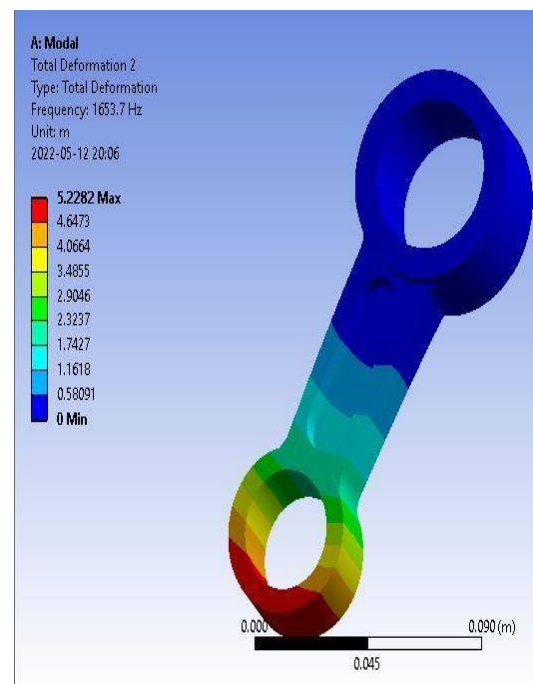 A: Modal
Total Deformation 2
Type: Total Deformation
Frequency: 1653.7 Hz
Unit: m
2022-05-12 20:06
5.2282 Max
4.6473
4.0664
3.4855
2.9046
2.3237
1.7427
1.1618
0.58091
0 Min
0.000
0.090 (m)
0.045